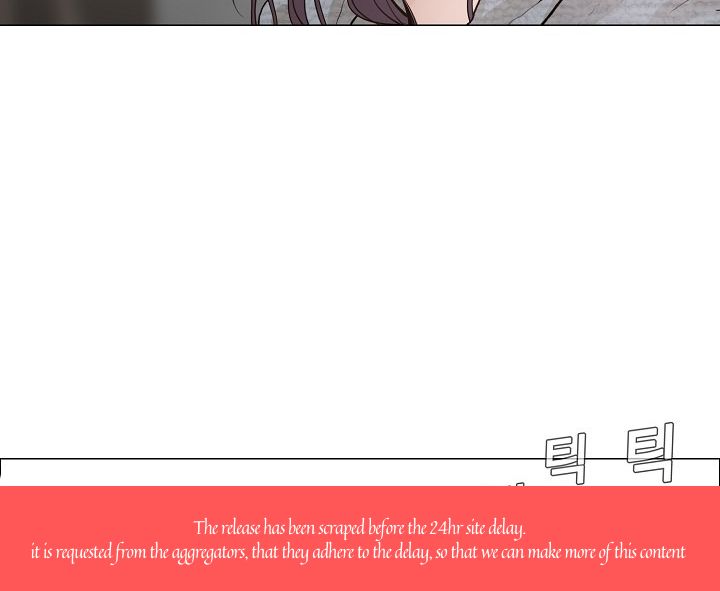 틱 틱
The release has been scraped before the 24hr site delay.
it is requested from the aggregators, that they adhere to the delay, so that we can make more of this content